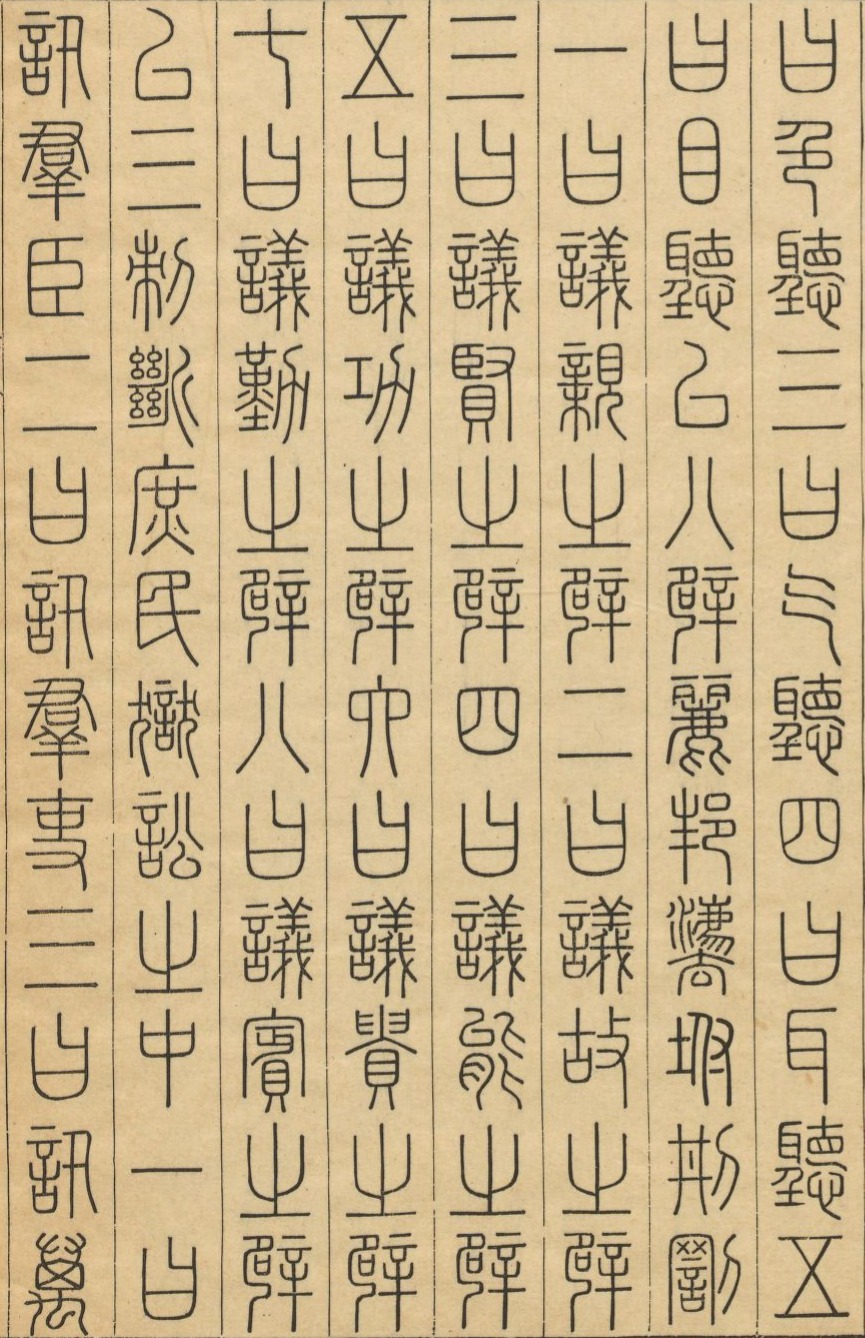 曰色聽三曰气聽四曰耳聽五
曰目聽㠯八辟麗邦灋坿刑罰
一曰議親之辟二曰議故之辟
三曰議賢之辟四曰議能之辟
五曰議功之辟六曰議貴之辟
七曰議勤之辟八曰議賓之辟
㠯三刺斷庶民獄訟之中一曰
訊羣臣二曰訊羣吏三曰訊萬